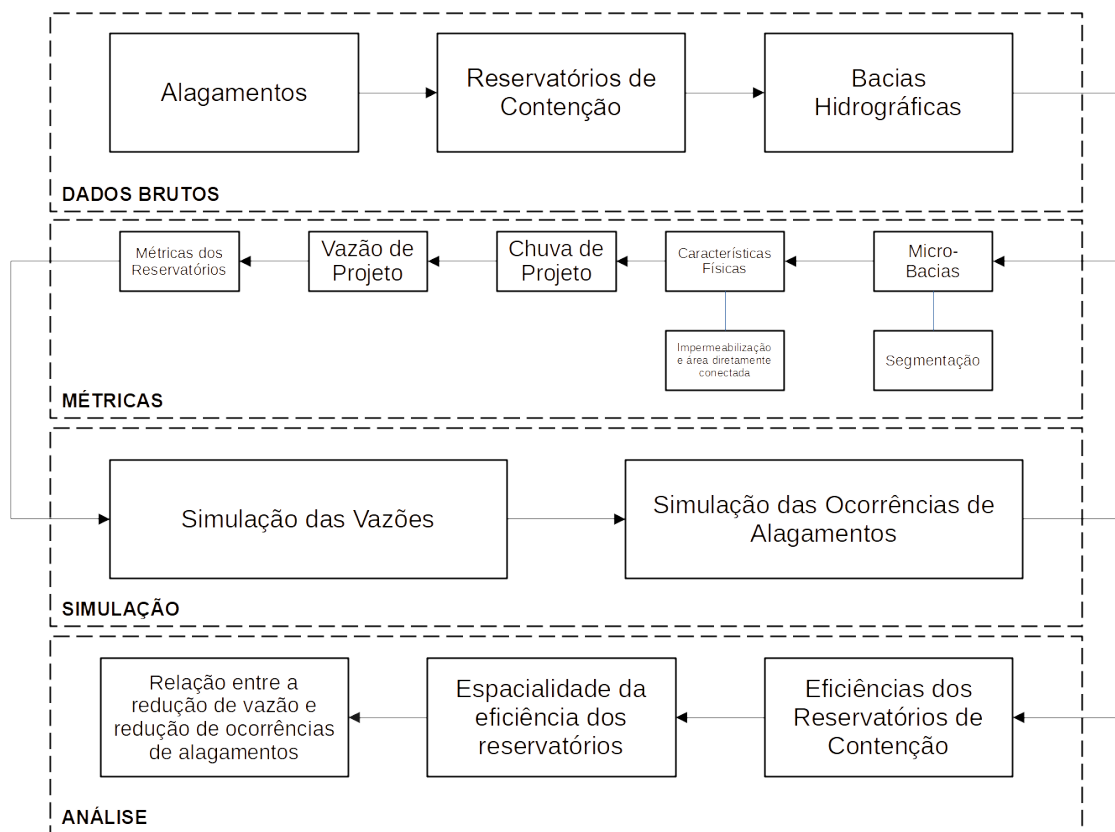 Alagamentos
Reservatórios de
Contenção
Bacias
Hidrográficas
DADOS BRUTOS
Métricas dos
Reservatórios
Vazão de
Projeto
Chuva de
Projeto
Características
Físicas
Micro-
Bacias
Impermeabilização
e área diretamente
conectada
Segmentação
MÉTRICAS
Simulação das Vazões
Simulação das Ocorrências de
Alagamentos
SIMULAÇÃO
Relação entre a
redução de vazão e
redução de ocorrências
de alagamentos
Espacialidade da
eficiência dos
reservatórios
Eficiências dos
Reservatórios de
Contenção
ANÁLISE